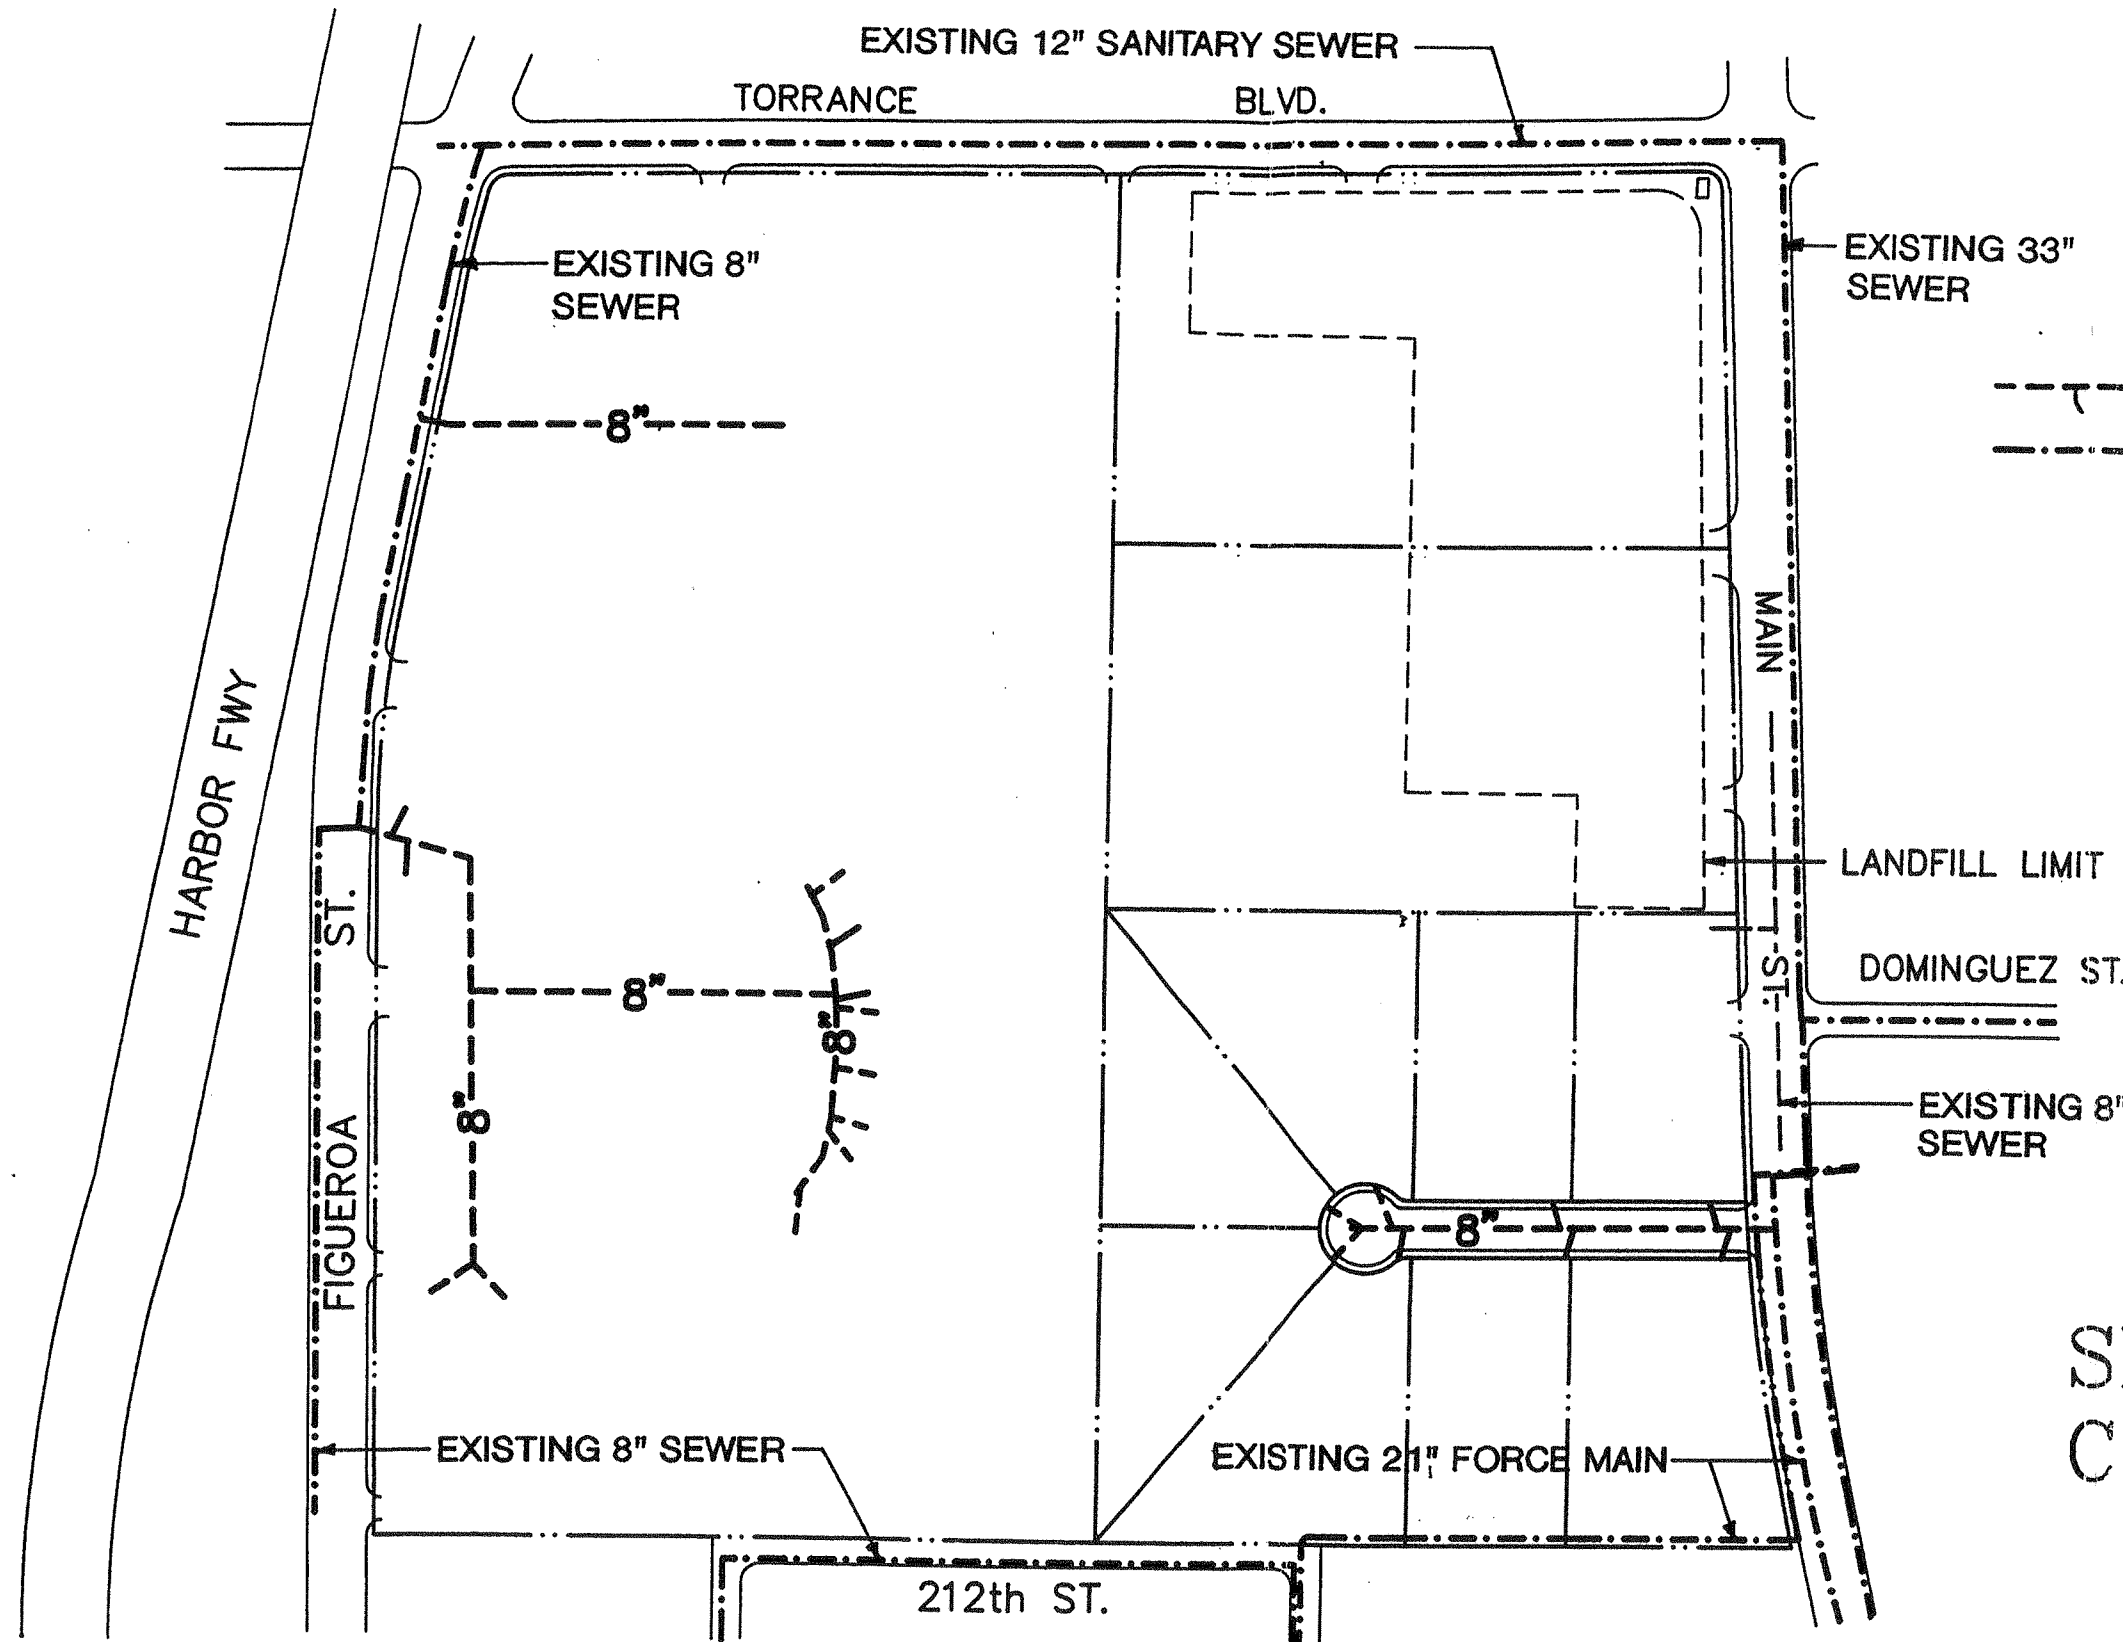 EXISTING 12" SANITARY SEWER
TORRANCE BLVD.
EXISTING 8"
SEWER
EXISTING 33"
SEWER
8"
MAIN ST.
HARBOR FWY
LANDFILL LIMIT
DOMINGUEZ ST.
FIGUEROA ST.
8"
8"
8"
EXISTING 8"
SEWER
8"
EXISTING 8" SEWER
EXISTING 21" FORCE MAIN
212th ST.